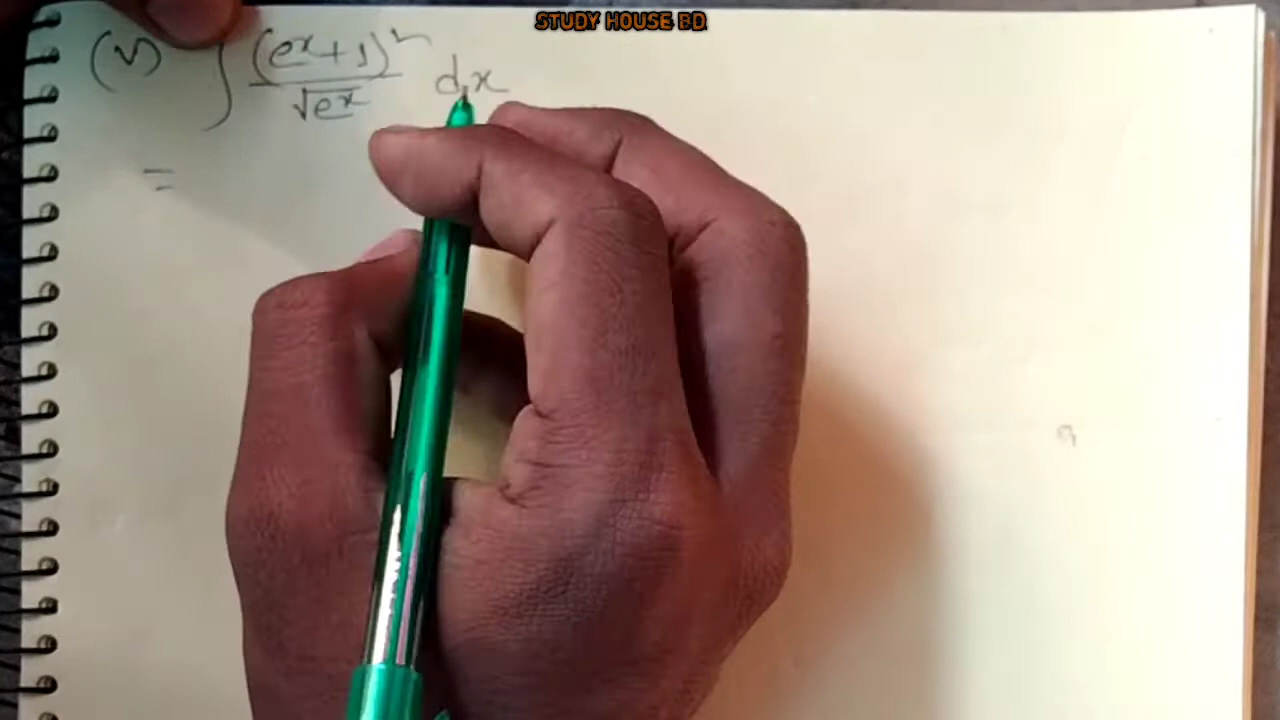 STUDY HOUSE BD
(v) ∫ (eˣ+1)² / √eˣ dx
=